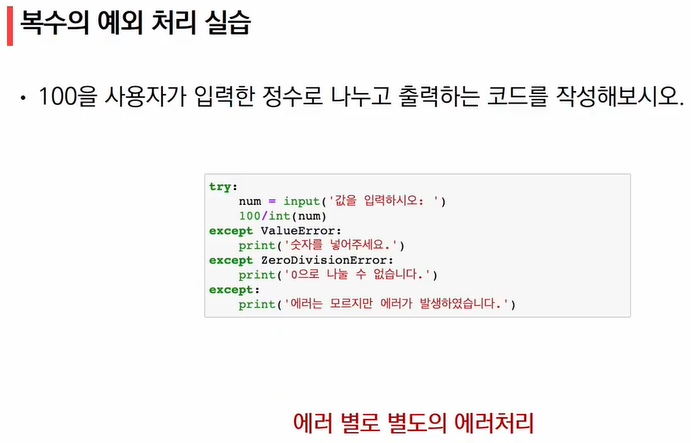 복수의 예외 처리 실습
• 100을 사용자가 입력한 정수로 나누고 출력하는 코드를 작성해보시오.
try:
    num = input('값을 입력하시오: ')
    100/int(num)
except ValueError:
    print('숫자를 넣어주세요.')
except ZeroDivisionError:
    print('0으로 나눌 수 없습니다.')
except:
    print('에러는 모르지만 에러가 발생하였습니다.')
에러 별로 별도의 에러처리